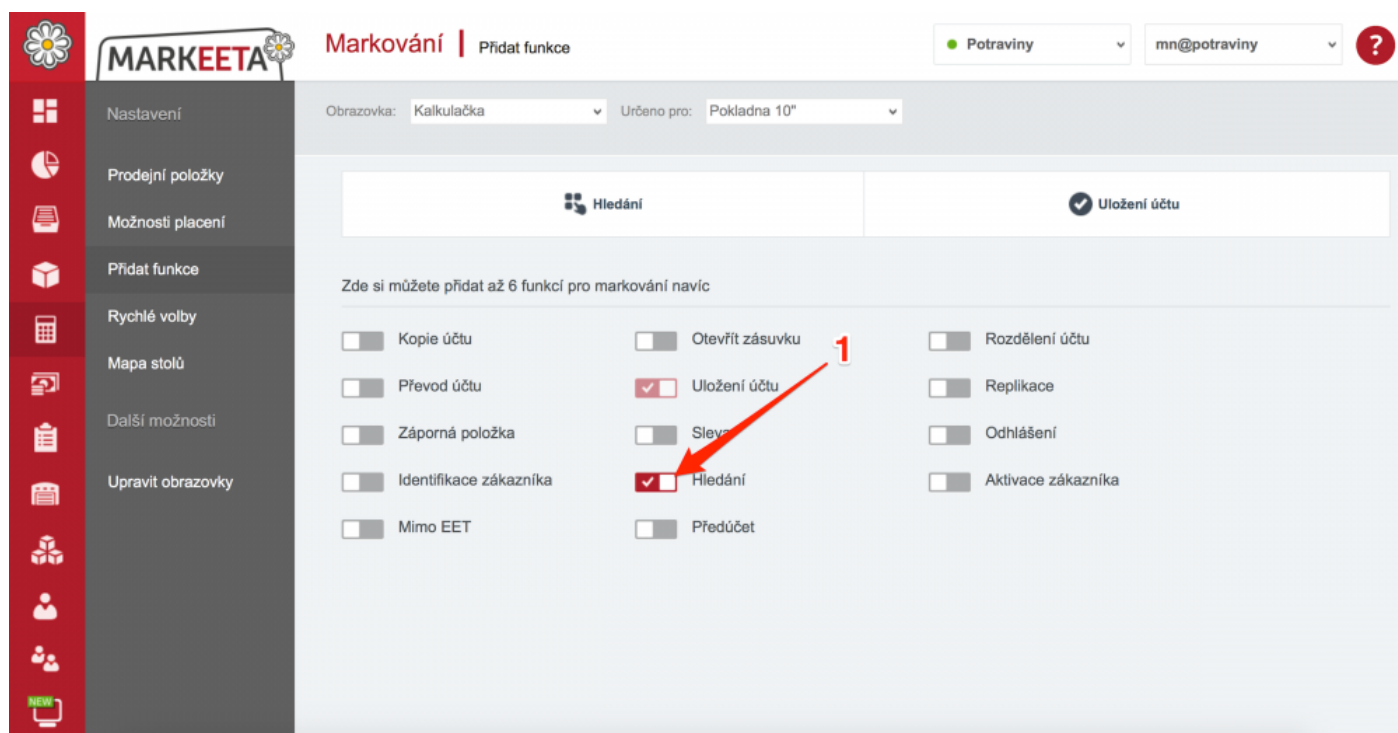 MARKEETA
Markování | Přidat funkce
Potraviny
mn@potraviny
?
Nastavení
Prodejní položky
Možnosti placení
Přidat funkce
Rychlé volby
Mapa stolů
Další možnosti
Upravit obrazovky
NEW
Obrazovka: Kalkulačka Určeno pro: Pokladna 10"
Hledání
Uložení účtu
Zde si můžete přidat až 6 funkcí pro markování navíc
Kopie účtu Otevřít zásuvku Rozdělení účtu
1
Převod účtu Uložení účtu Replikace
Záporná položka Sleva Odhlášení
Identifikace zákazníka Hledání Aktivace zákazníka
Mimo EET Předúčet